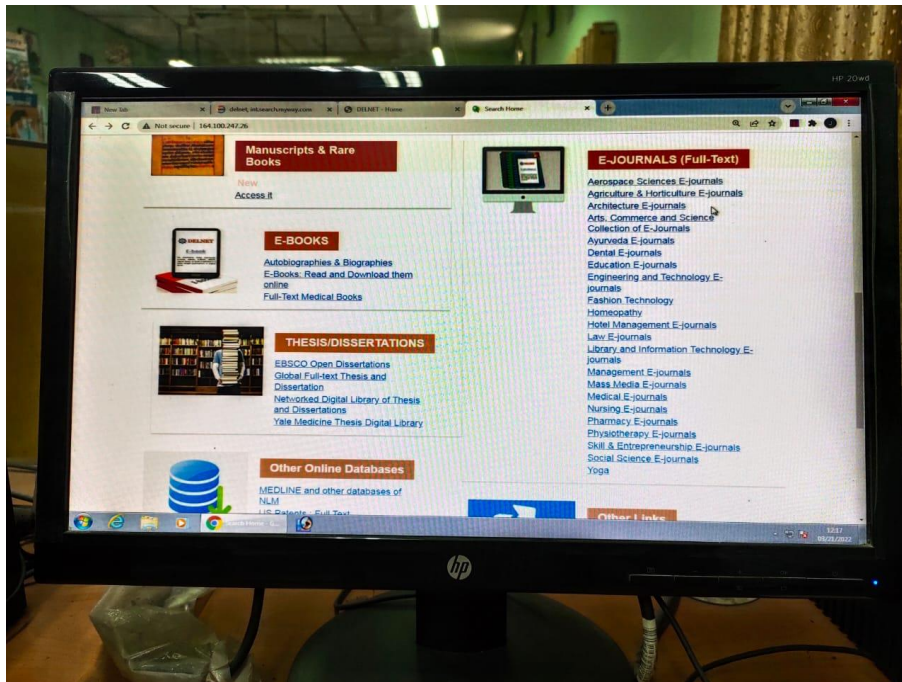 HP 20wd
New Tab
DELNET - Home
Search Home
Not secure | 164.100.247.26
Manuscripts & Rare
Books
New
Access it
DELNET
E-book
E-BOOKS
Autobiographies & Biographies
E-Books: Read and Download them
online
Full-Text Medical Books
THESIS/DISSERTATIONS
EBSCO Open Dissertations
Global Full-text Thesis and
Dissertation
Networked Digital Library of Thesis
and Dissertations
Yale Medicine Thesis Digital Library
Other Online Databases
MEDLINE and other databases of
NLM
US Patents - Full Text
E-JOURNALS (Full-Text)
Aerospace Sciences E-journals
Agriculture & Horticulture E-journals
Architecture E-journals
Arts, Commerce and Science
Collection of E-Journals
Ayurveda E-journals
Dental E-journals
Education E-journals
Engineering and Technology E-
journals
Fashion Technology
Homeopathy
Hotel Management E-journals
Law E-journals
Library and Information Technology E-
journals
Management E-journals
Mass Media E-journals
Medical E-journals
Nursing E-journals
Pharmacy E-journals
Physiotherapy E-journals
Skill & Entrepreneurship E-journals
Social Science E-journals
Yoga
Other Links
Search Home
12:17
03/21/2022
hp